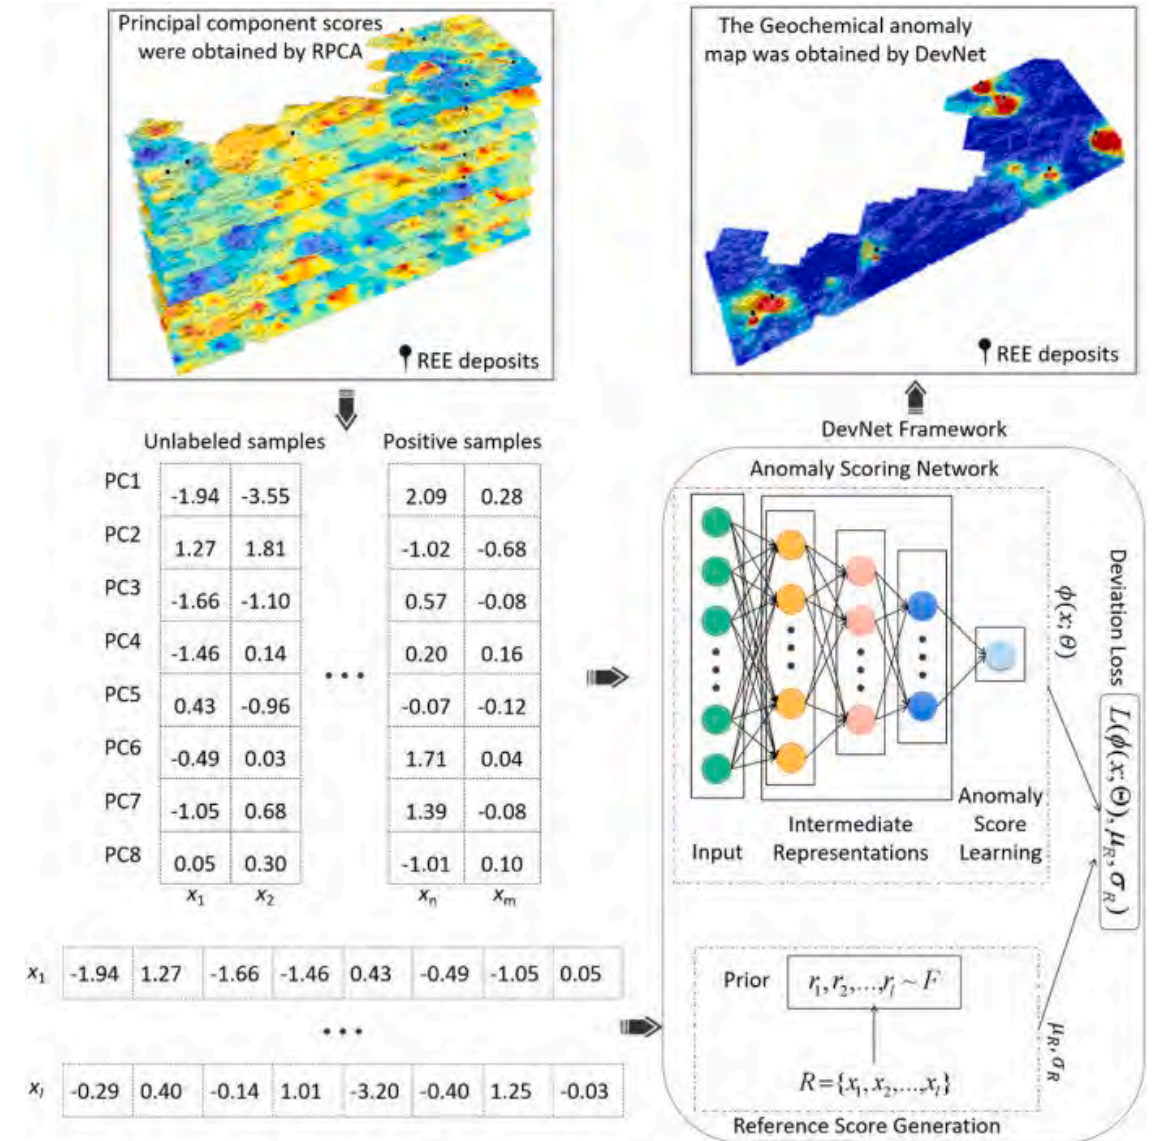 Principal component scores
were obtained by RPCA
REE deposits
The Geochemical anomaly
map was obtained by DevNet
REE deposits
Unlabeled samples
Positive samples
PC1 -1.94 -3.55 2.09 0.28
PC2 1.27 1.81 -1.02 -0.68
PC3 -1.66 -1.10 0.57 -0.08
PC4 -1.46 0.14 0.20 0.16
PC5 0.43 -0.96 -0.07 -0.12
PC6 -0.49 0.03 1.71 0.04
PC7 -1.05 0.68 1.39 -0.08
PC8 0.05 0.30 -1.01 0.10
x₁ x₂ xₙ xₘ
x₁ -1.94 1.27 -1.66 -1.46 0.43 -0.49 -1.05 0.05
xₗ -0.29 0.40 -0.14 1.01 -3.20 -0.40 1.25 -0.03
DevNet Framework
Anomaly Scoring Network
Input
Intermediate
Representations
Anomaly
Score
Learning
ϕ(x;θ)
Deviation Loss
L(ϕ(x;Θ),μ_R,σ_R)
Prior
r₁,r₂,...,rₗ ~ F
R={x₁,x₂,...,xₗ}
μ_R,σ_R
Reference Score Generation